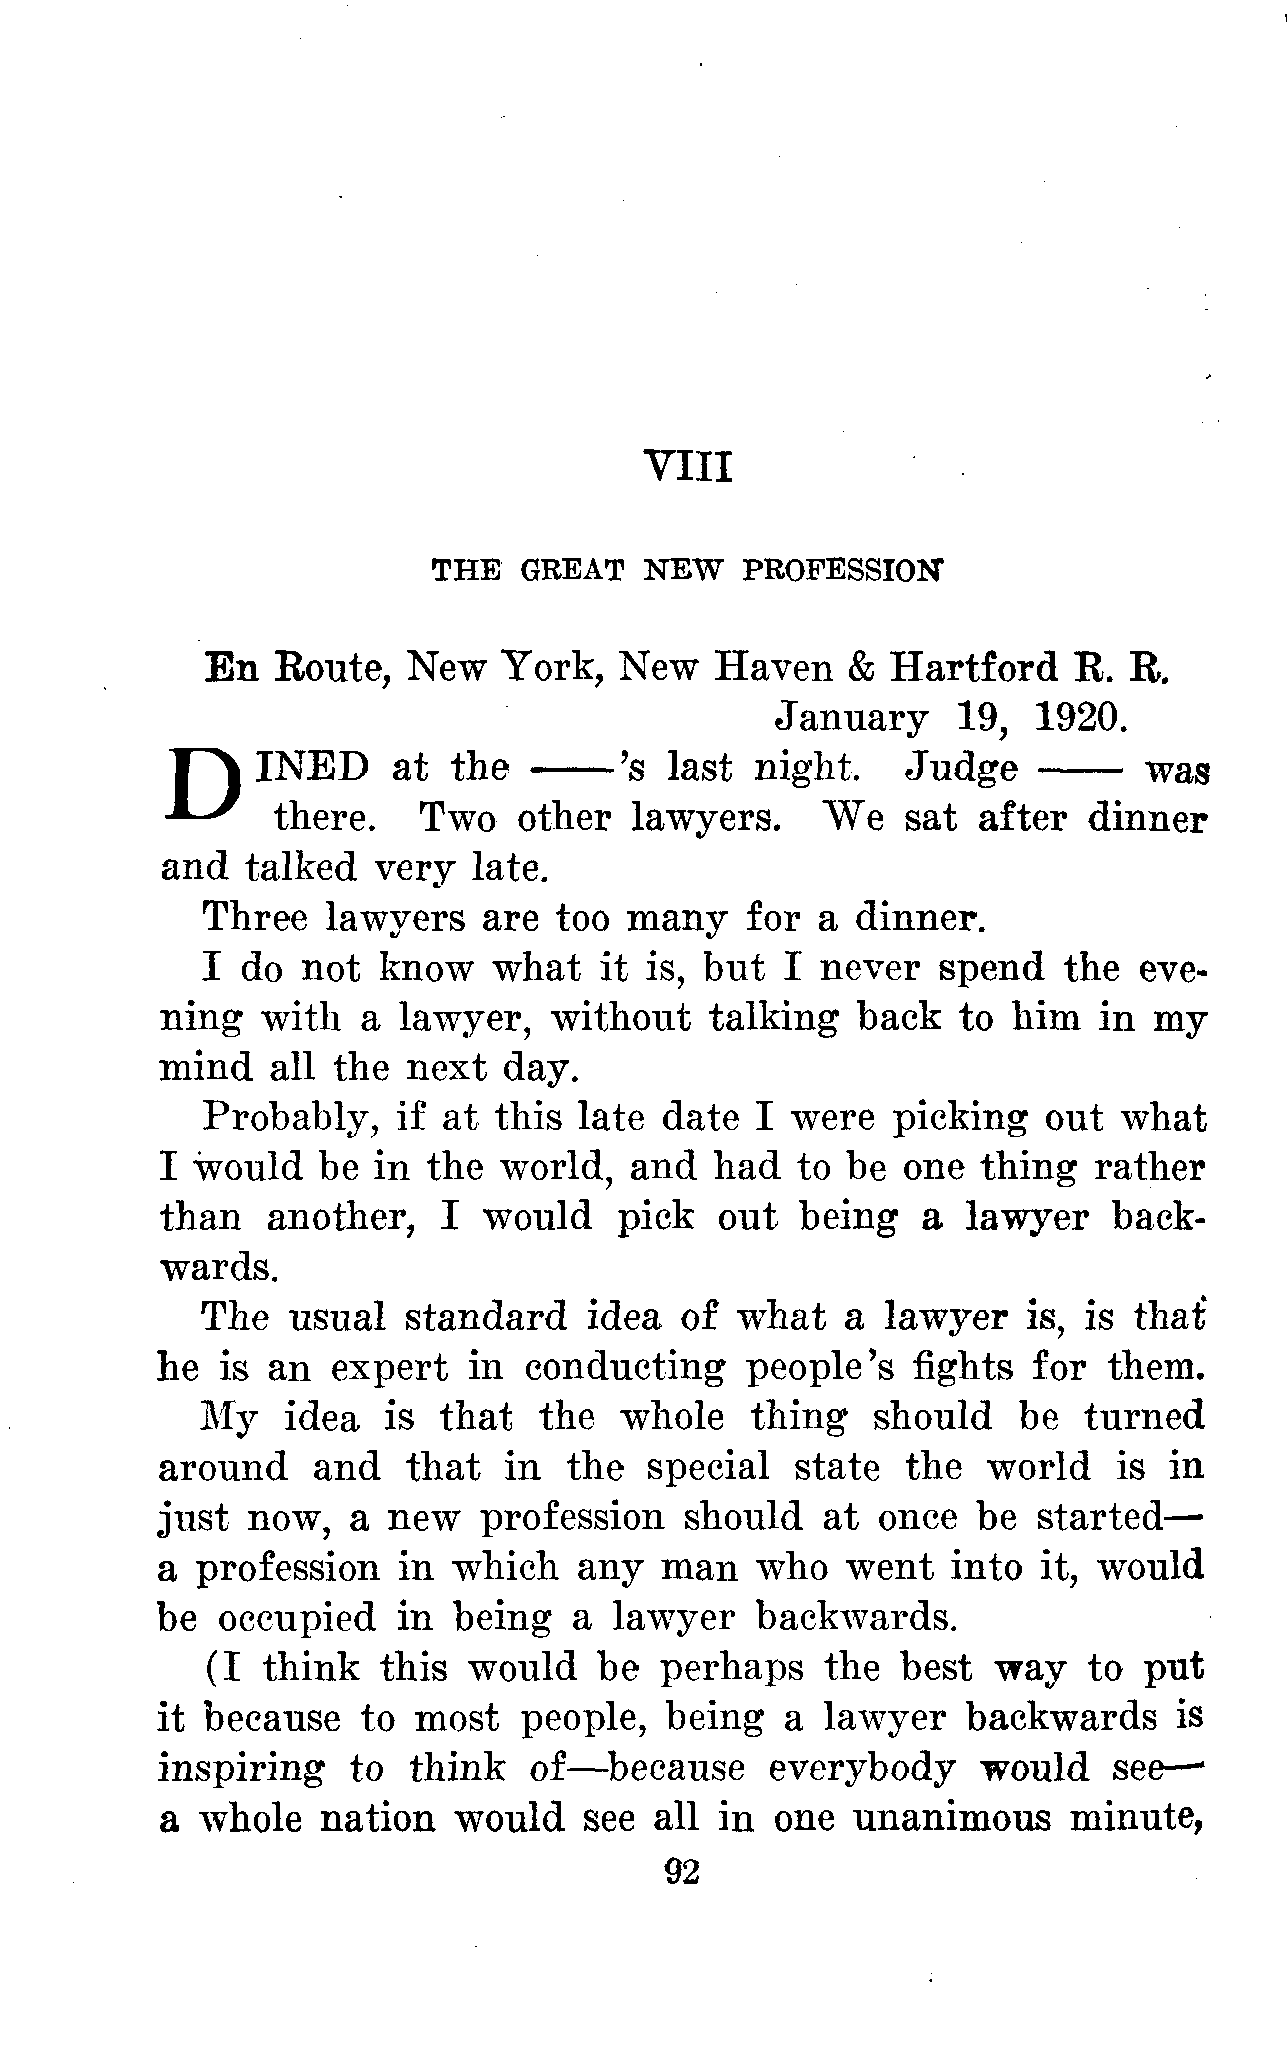 VIII
THE GREAT NEW PROFESSION
En Route, New York, New Haven & Hartford R. R.
January 19, 1920.
DINED at the ——'s last night. Judge —— was
there. Two other lawyers. We sat after dinner
and talked very late.
Three lawyers are too many for a dinner.
I do not know what it is, but I never spend the eve-
ning with a lawyer, without talking back to him in my
mind all the next day.
Probably, if at this late date I were picking out what
I would be in the world, and had to be one thing rather
than another, I would pick out being a lawyer back-
wards.
The usual standard idea of what a lawyer is, is that
he is an expert in conducting people's fights for them.
My idea is that the whole thing should be turned
around and that in the special state the world is in
just now, a new profession should at once be started—
a profession in which any man who went into it, would
be occupied in being a lawyer backwards.
(I think this would be perhaps the best way to put
it because to most people, being a lawyer backwards is
inspiring to think of—because everybody would see—
a whole nation would see all in one unanimous minute,
92